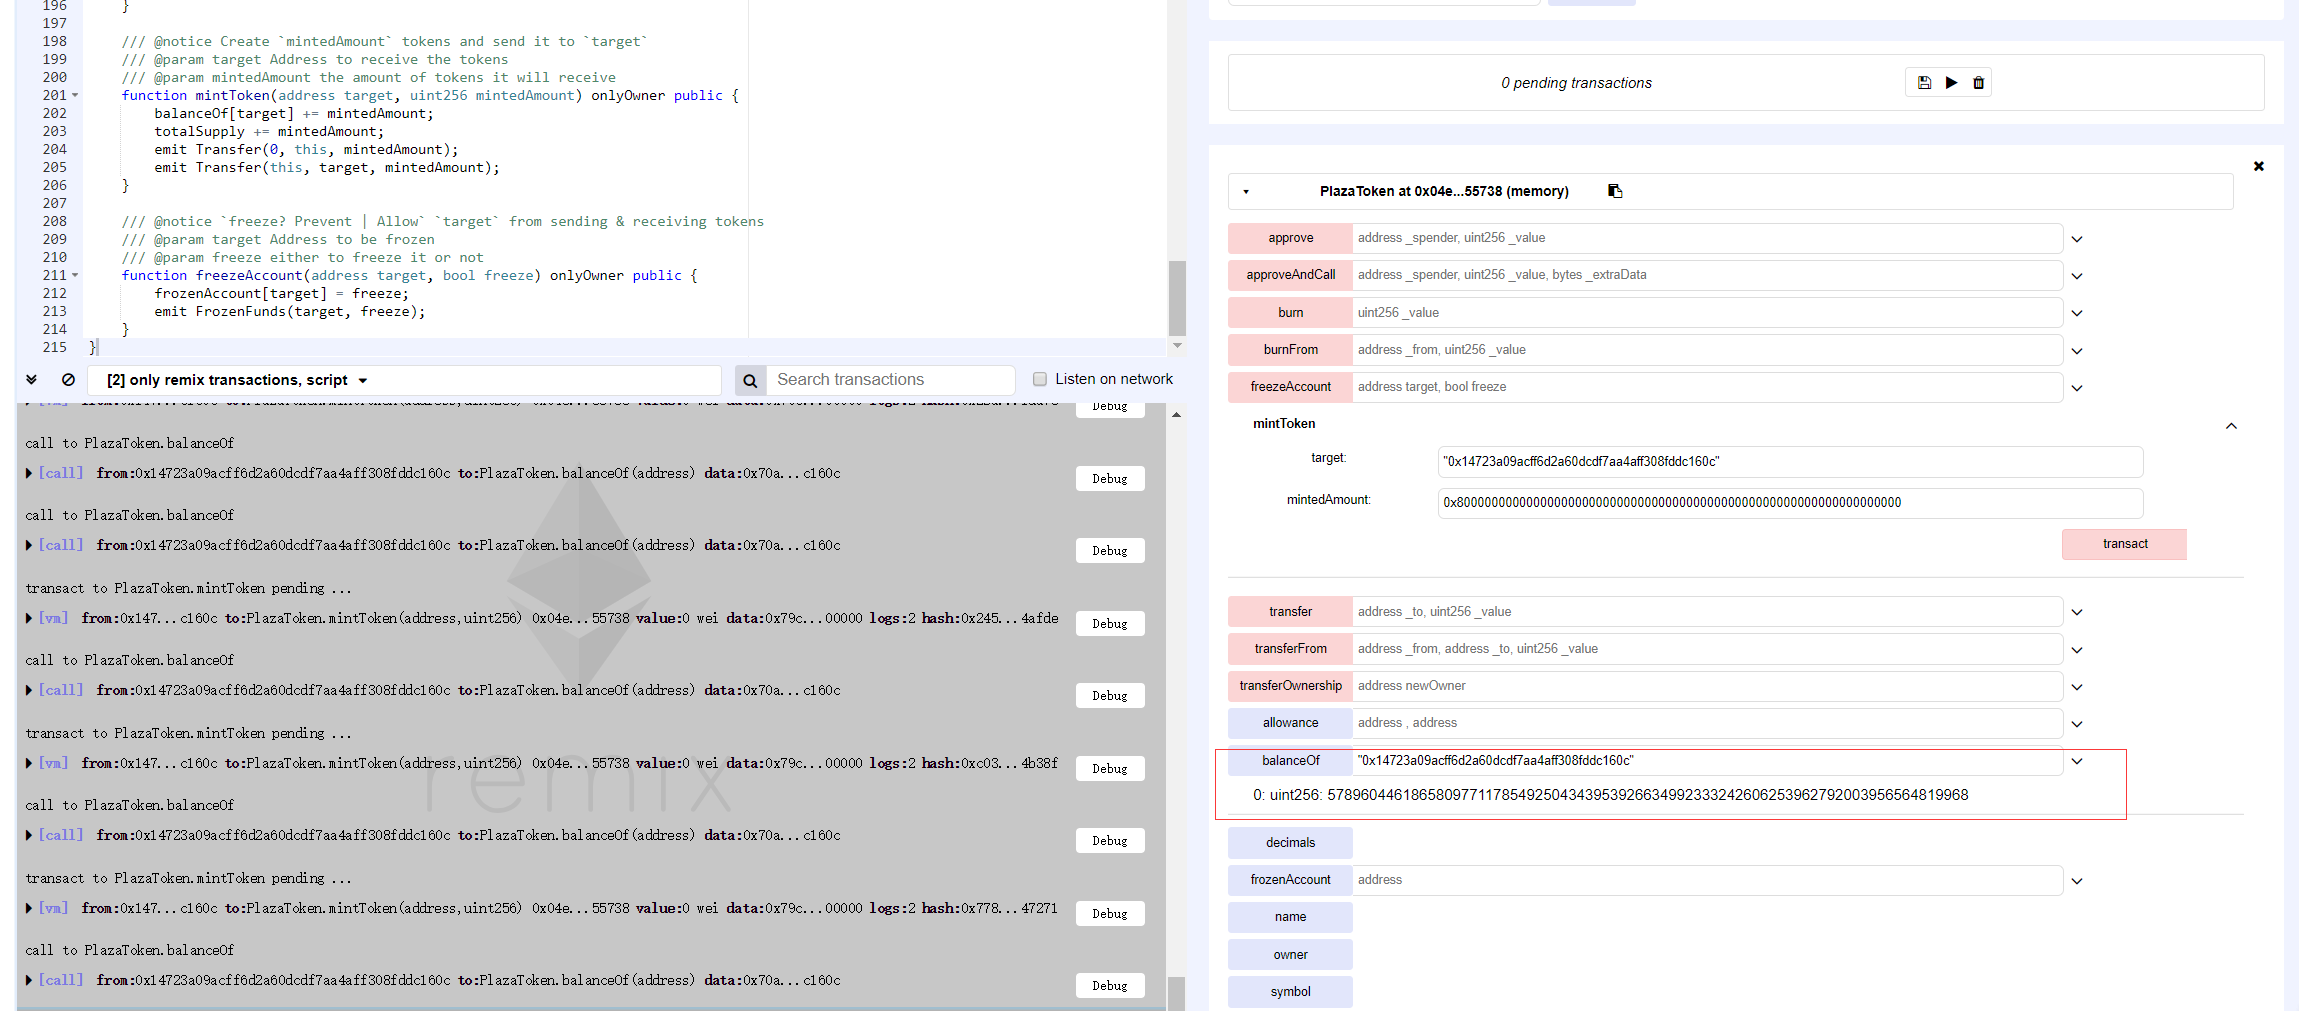 196     }
197
198     /// @notice Create `mintedAmount` tokens and send it to `target`
199     /// @param target Address to receive the tokens
200     /// @param mintedAmount the amount of tokens it will receive
201     function mintToken(address target, uint256 mintedAmount) onlyOwner public {
202         balanceOf[target] += mintedAmount;
203         totalSupply += mintedAmount;
204         emit Transfer(0, this, mintedAmount);
205         emit Transfer(this, target, mintedAmount);
206     }
207
208     /// @notice `freeze? Prevent | Allow` `target` from sending & receiving tokens
209     /// @param target Address to be frozen
210     /// @param freeze either to freeze it or not
211     function freezeAccount(address target, bool freeze) onlyOwner public {
212         frozenAccount[target] = freeze;
213         emit FrozenFunds(target, freeze);
214     }
215 }
[2] only remix transactions, script
Search transactions
Listen on network
Debug
call to PlazaToken.balanceOf
[call] from:0x14723a09acff6d2a60dcdf7aa4aff308fddc160c to:PlazaToken.balanceOf(address) data:0x70a...c160c
Debug
call to PlazaToken.balanceOf
[call] from:0x14723a09acff6d2a60dcdf7aa4aff308fddc160c to:PlazaToken.balanceOf(address) data:0x70a...c160c
Debug
transact to PlazaToken.mintToken pending ...
[vm] from:0x147...c160c to:PlazaToken.mintToken(address,uint256) 0x04e...55738 value:0 wei data:0x79c...00000 logs:2 hash:0x245...4afde
Debug
call to PlazaToken.balanceOf
[call] from:0x14723a09acff6d2a60dcdf7aa4aff308fddc160c to:PlazaToken.balanceOf(address) data:0x70a...c160c
Debug
transact to PlazaToken.mintToken pending ...
[vm] from:0x147...c160c to:PlazaToken.mintToken(address,uint256) 0x04e...55738 value:0 wei data:0x79c...00000 logs:2 hash:0xc03...4b38f
Debug
remix
call to PlazaToken.balanceOf
[call] from:0x14723a09acff6d2a60dcdf7aa4aff308fddc160c to:PlazaToken.balanceOf(address) data:0x70a...c160c
Debug
transact to PlazaToken.mintToken pending ...
[vm] from:0x147...c160c to:PlazaToken.mintToken(address,uint256) 0x04e...55738 value:0 wei data:0x79c...00000 logs:2 hash:0x778...47271
Debug
call to PlazaToken.balanceOf
[call] from:0x14723a09acff6d2a60dcdf7aa4aff308fddc160c to:PlazaToken.balanceOf(address) data:0x70a...c160c
Debug
0 pending transactions
PlazaToken at 0x04e...55738 (memory)
approve address _spender, uint256 _value
approveAndCall address _spender, uint256 _value, bytes _extraData
burn uint256 _value
burnFrom address _from, uint256 _value
freezeAccount address target, bool freeze
mintToken
target: "0x14723a09acff6d2a60dcdf7aa4aff308fddc160c"
mintedAmount: 0x8000000000000000000000000000000000000000000000000000000000000000
transact
transfer address _to, uint256 _value
transferFrom address _from, address _to, uint256 _value
transferOwnership address newOwner
allowance address , address
balanceOf "0x14723a09acff6d2a60dcdf7aa4aff308fddc160c"
0: uint256: 57896044618658097711785492504343953926634992332426062539627920039565​64819968
decimals
frozenAccount address
name
owner
symbol